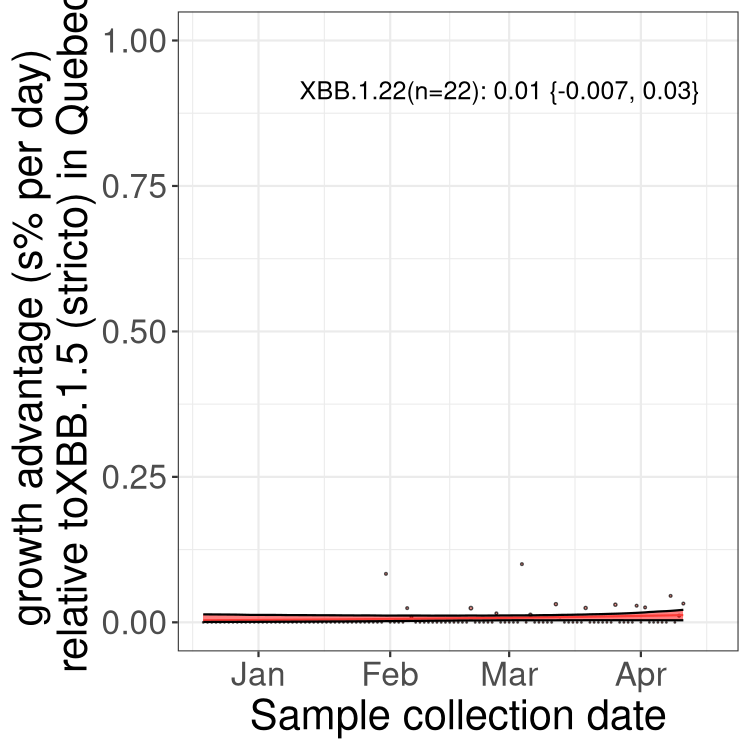 growth advantage (s% per day)
relative toXBB.1.5 (stricto) in Quebec
1.00
0.75
0.50
0.25
0.00
XBB.1.22(n=22): 0.01 {-0.007, 0.03}
Jan
Feb
Mar
Apr
Sample collection date